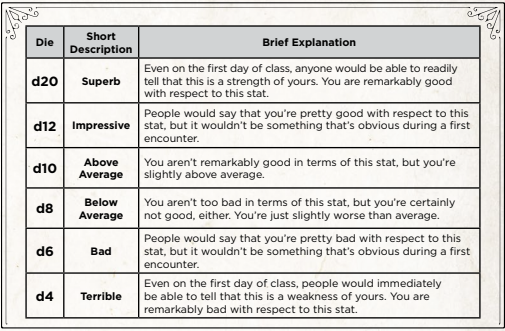 Die Short Description Brief Explanation
d20 Superb Even on the first day of class, anyone would be able to readily
tell that this is a strength of yours. You are remarkably good
with respect to this stat.
d12 Impressive People would say that you're pretty good with respect to this
stat, but it wouldn't be something that's obvious during a first
encounter.
d10 Above Average You aren't remarkably good in terms of this stat, but you're
slightly above average.
d8 Below Average You aren't too bad in terms of this stat, but you're certainly
not good, either. You're just slightly worse than average.
d6 Bad People would say that you're pretty bad with respect to this
stat, but it wouldn't be something that's obvious during a first
encounter.
d4 Terrible Even on the first day of class, people would immediately
be able to tell that this is a weakness of yours. You are
remarkably bad with respect to this stat.